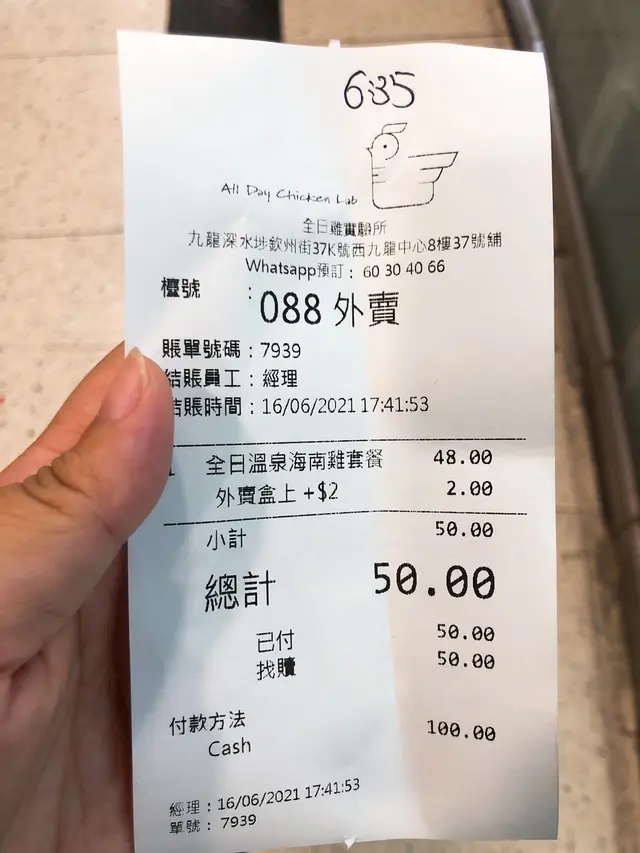 6:35
All Day Chicken Lab
全日雞實驗所
九龍深水埗欽州街37K號西九龍中心8樓37號舖
Whatsapp預訂： 60 30 40 66
檯號 ： 088 外賣
賬單號碼：7939
結賬員工：經理
結賬時間：16/06/2021 17:41:53
全日溫泉海南雞套餐 48.00
外賣盒上 +$2 2.00
小計 50.00
總計 50.00
已付 50.00
找贖 50.00
付款方法 100.00
Cash
經理：16/06/2021 17:41:53
單號： 7939